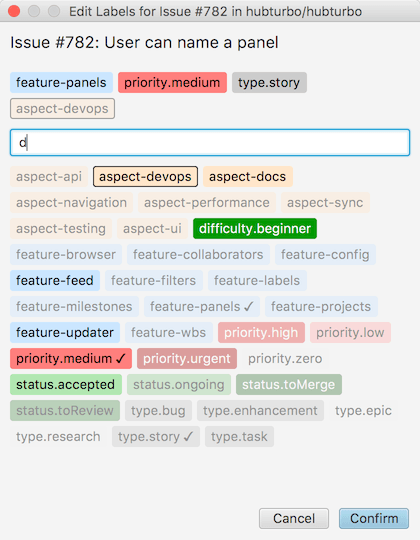 Edit Labels for Issue #782 in hubturbo/hubturbo
Issue #782: User can name a panel
feature-panels priority.medium type.story
aspect-devops
d
aspect-api aspect-devops aspect-docs
aspect-navigation aspect-performance aspect-sync
aspect-testing aspect-ui difficulty.beginner
feature-browser feature-collaborators feature-config
feature-feed feature-filters feature-labels
feature-milestones feature-panels ✓ feature-projects
feature-updater feature-wbs priority.high priority.low
priority.medium ✓ priority.urgent priority.zero
status.accepted status.ongoing status.toMerge
status.toReview type.bug type.enhancement type.epic
type.research type.story ✓ type.task
Cancel Confirm